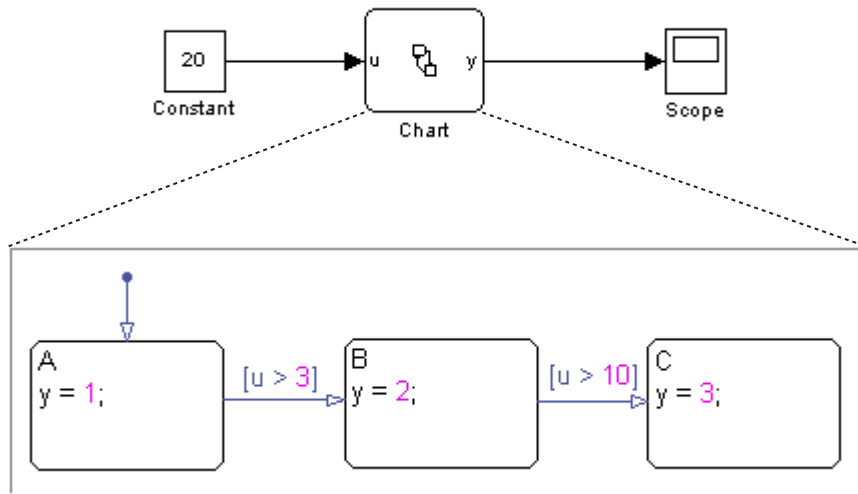 20
u
y
Constant
Chart
Scope
A
y = 1;
[u > 3]
B
y = 2;
[u > 10]
C
y = 3;